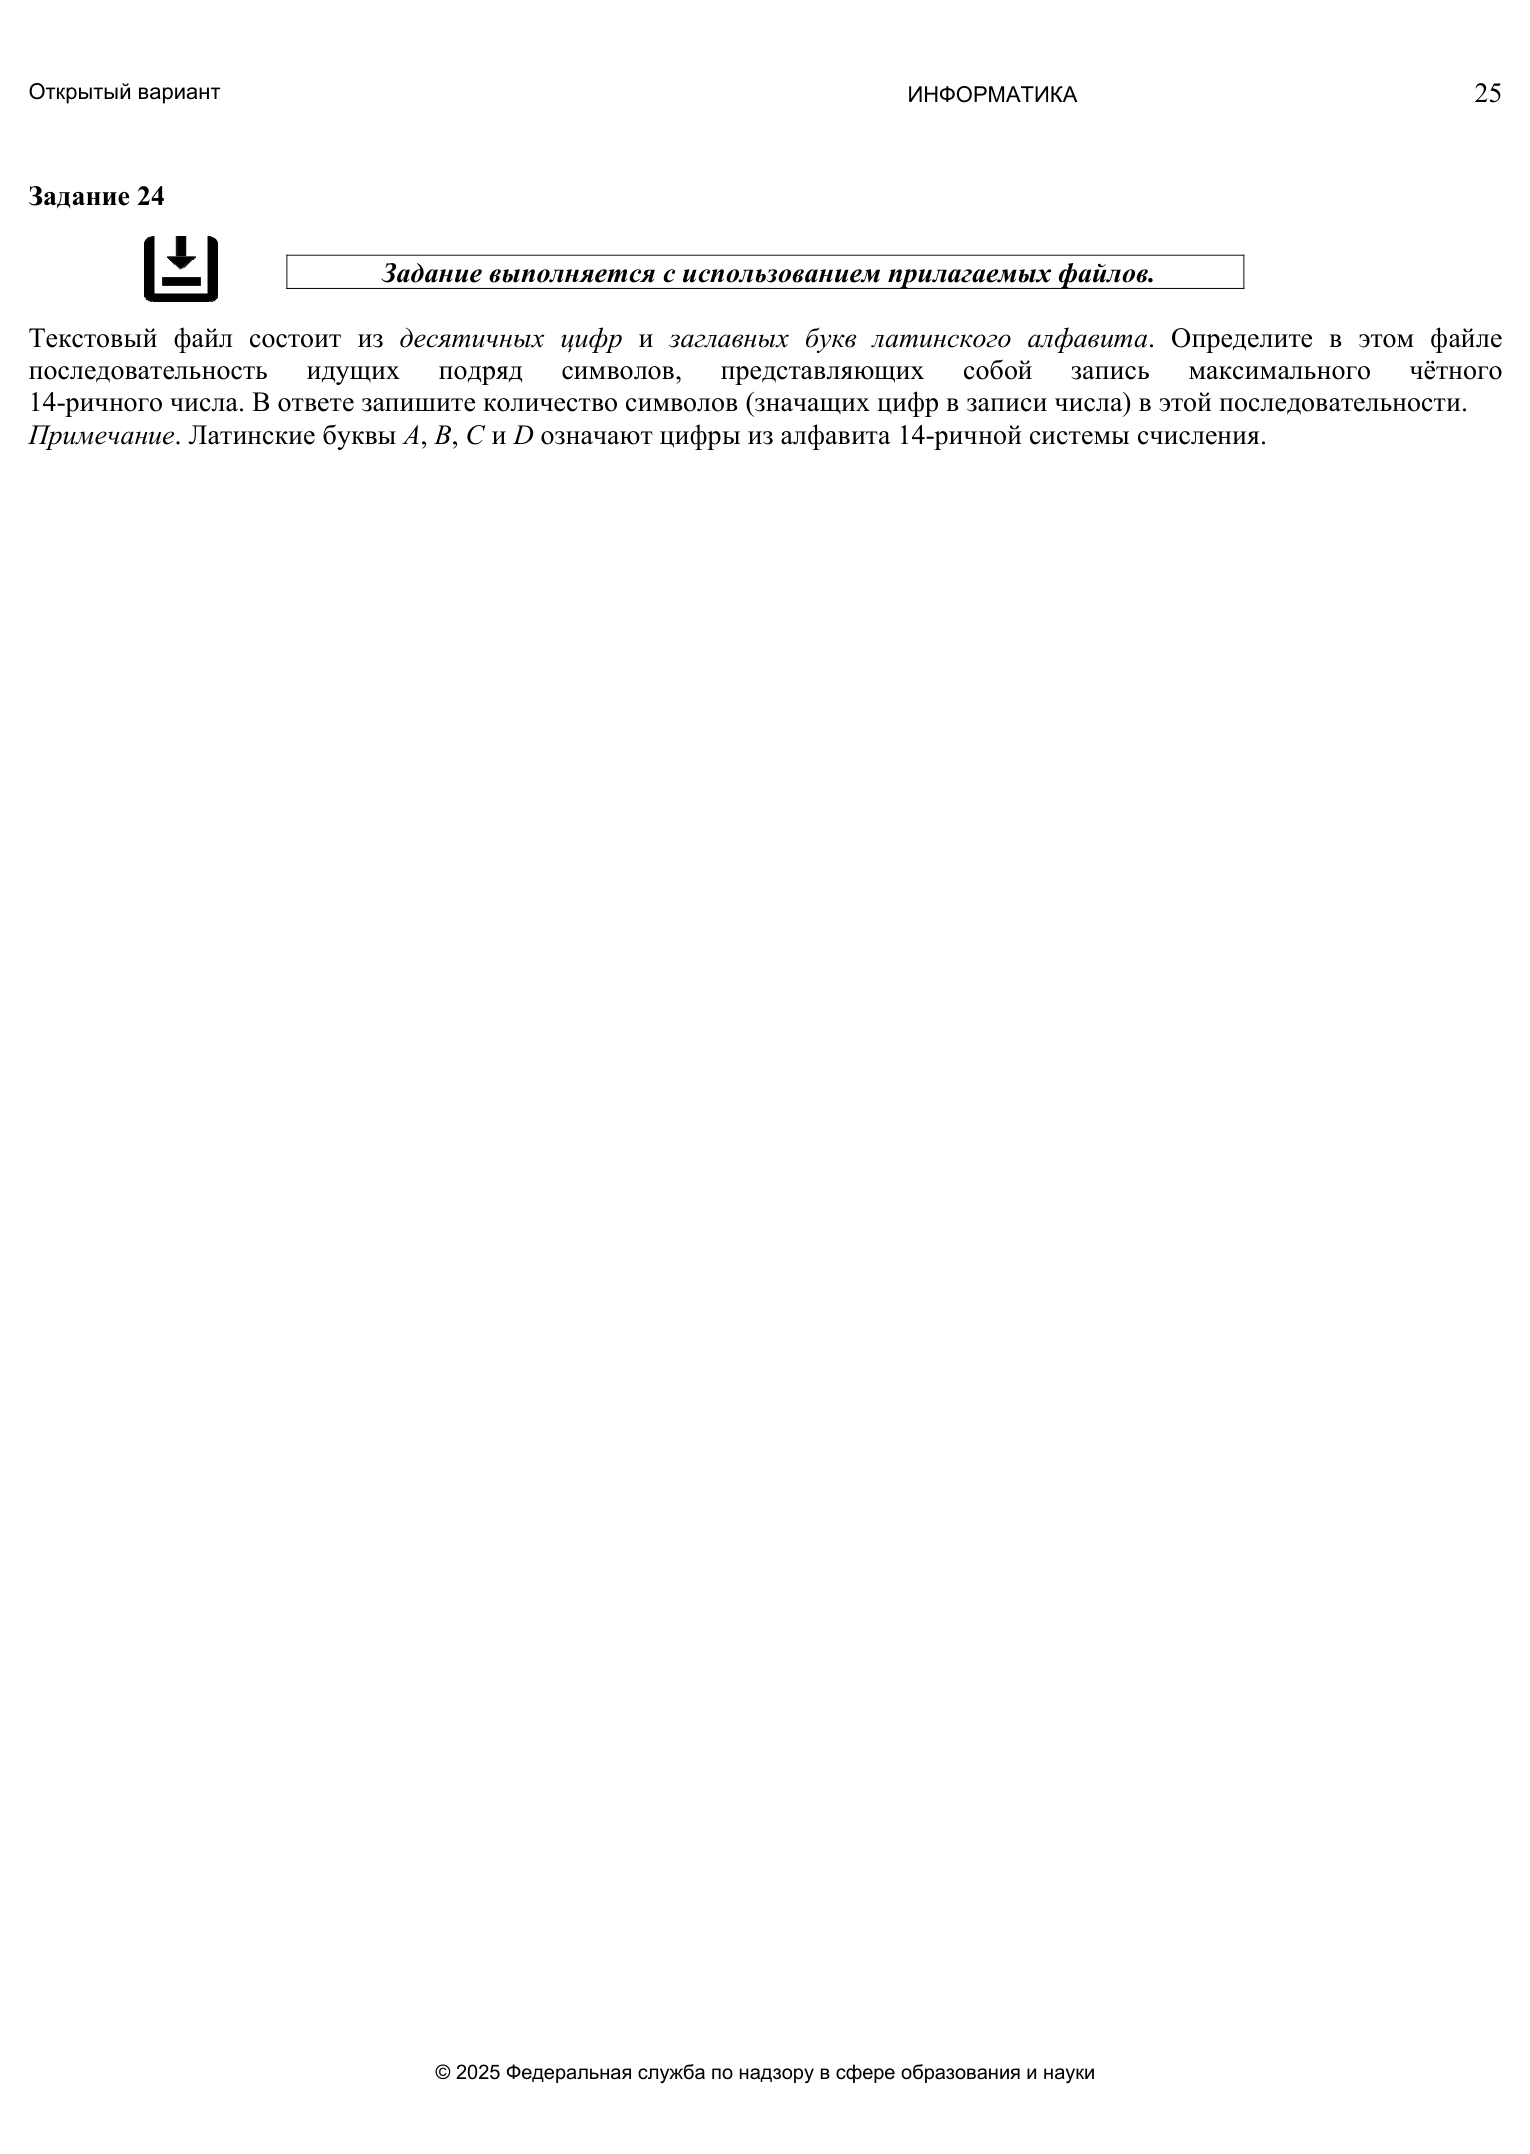 Открытый вариант
ИНФОРМАТИКА
25
Задание 24
Задание выполняется с использованием прилагаемых файлов.
Текстовый файл состоит из десятичных цифр и заглавных букв латинского алфавита. Определите в этом файле
последовательность идущих подряд символов, представляющих собой запись максимального чётного
14-ричного числа. В ответе запишите количество символов (значащих цифр в записи числа) в этой последовательности.
Примечание. Латинские буквы A, B, C и D означают цифры из алфавита 14-ричной системы счисления.
© 2025 Федеральная служба по надзору в сфере образования и науки